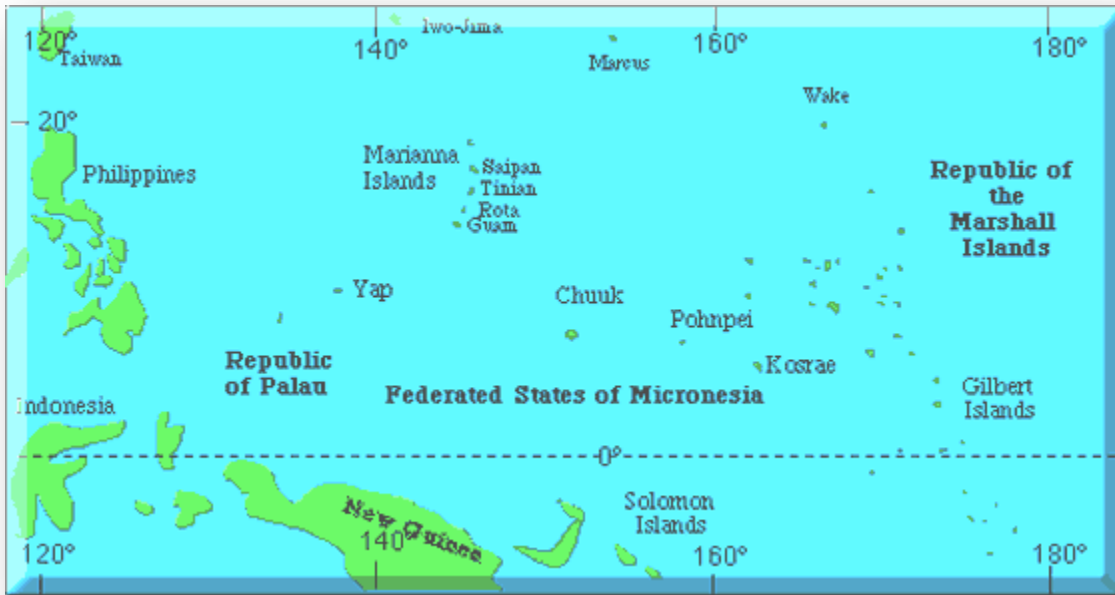 120°
140°
160°
180°
Iwo-Jima
Taiwan
Marcus
Wake
20°
Marianna
Islands
Saipan
Tinian
Rota
Guam
Philippines
Republic of
the
Marshall
Islands
Yap
Chuuk
Pohnpei
Republic
of Palau
Kosrae
Federated States of Micronesia
Gilbert
Islands
Indonesia
0°
Solomon
Islands
New Guinea
120°
140°
160°
180°